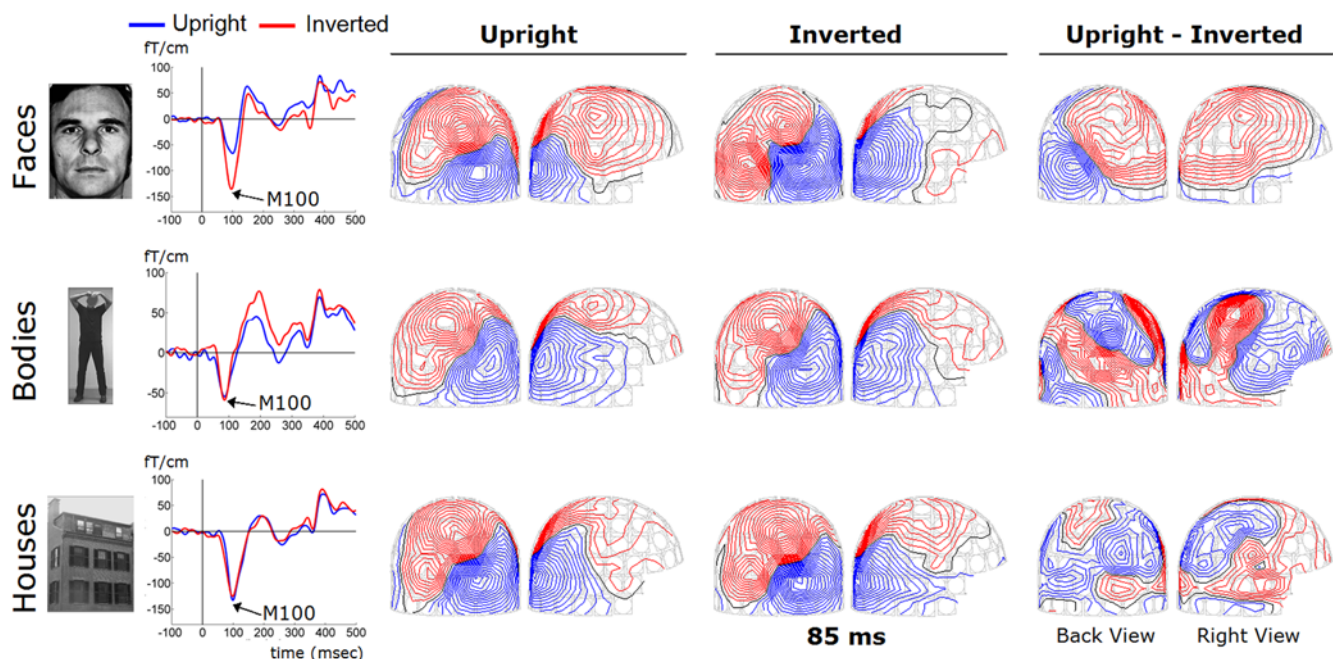 Upright Inverted
Upright Inverted Upright - Inverted
fT/cm
Faces
100
50
0
-50
-100
-150
M100
-100 0 100 200 300 400 500
fT/cm
Bodies
100
50
0
-50
M100
-100 0 100 200 300 400 500
fT/cm
Houses
100
50
0
-50
-100
-150
M100
-100 0 100 200 300 400 500
time (msec)
85 ms
Back View Right View